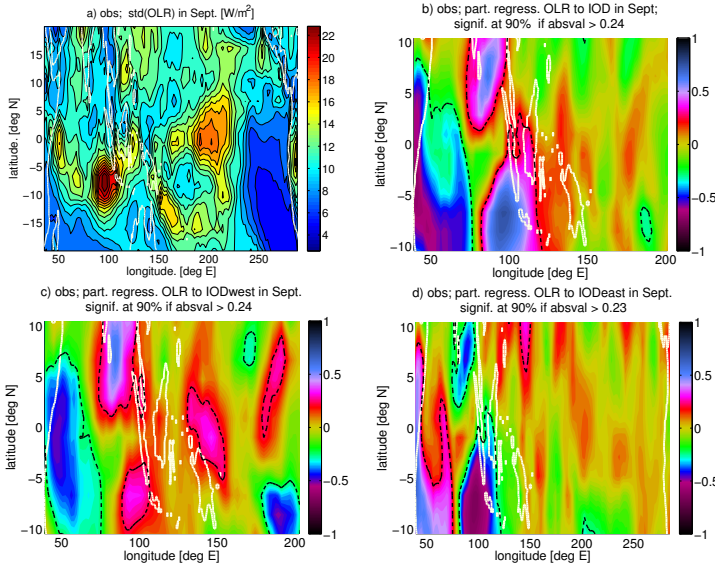 a) obs; std(OLR) in Sept. [W/m²]
20
15
10
5
0
−5
−10
−15
latitude. [deg N]
50 100 150 200 250
longitude. [deg E]
22
20
18
16
14
12
10
8
6
4
b) obs; part. regress. OLR to IOD in Sept;
signif. at 90% if absval > 0.24
10
5
0
−5
−10
latitude. [deg N]
50 100 150 200 250
longitude. [deg E]
1
0.5
0
−0.5
−1
c) obs; part. regress. OLR to IODwest in Sept.
signif. at 90% if absval > 0.24
10
5
0
−5
−10
latitude [deg N]
50 100 150 200
longitude [deg E]
1
0.5
0
−0.5
−1
d) obs; part. regress. OLR to IODeast in Sept.
signif. at 90% if absval > 0.23
10
5
0
−5
−10
latitude [deg N]
50 100 150 200 250
longitude [deg E]
1
0.5
0
−0.5
−1